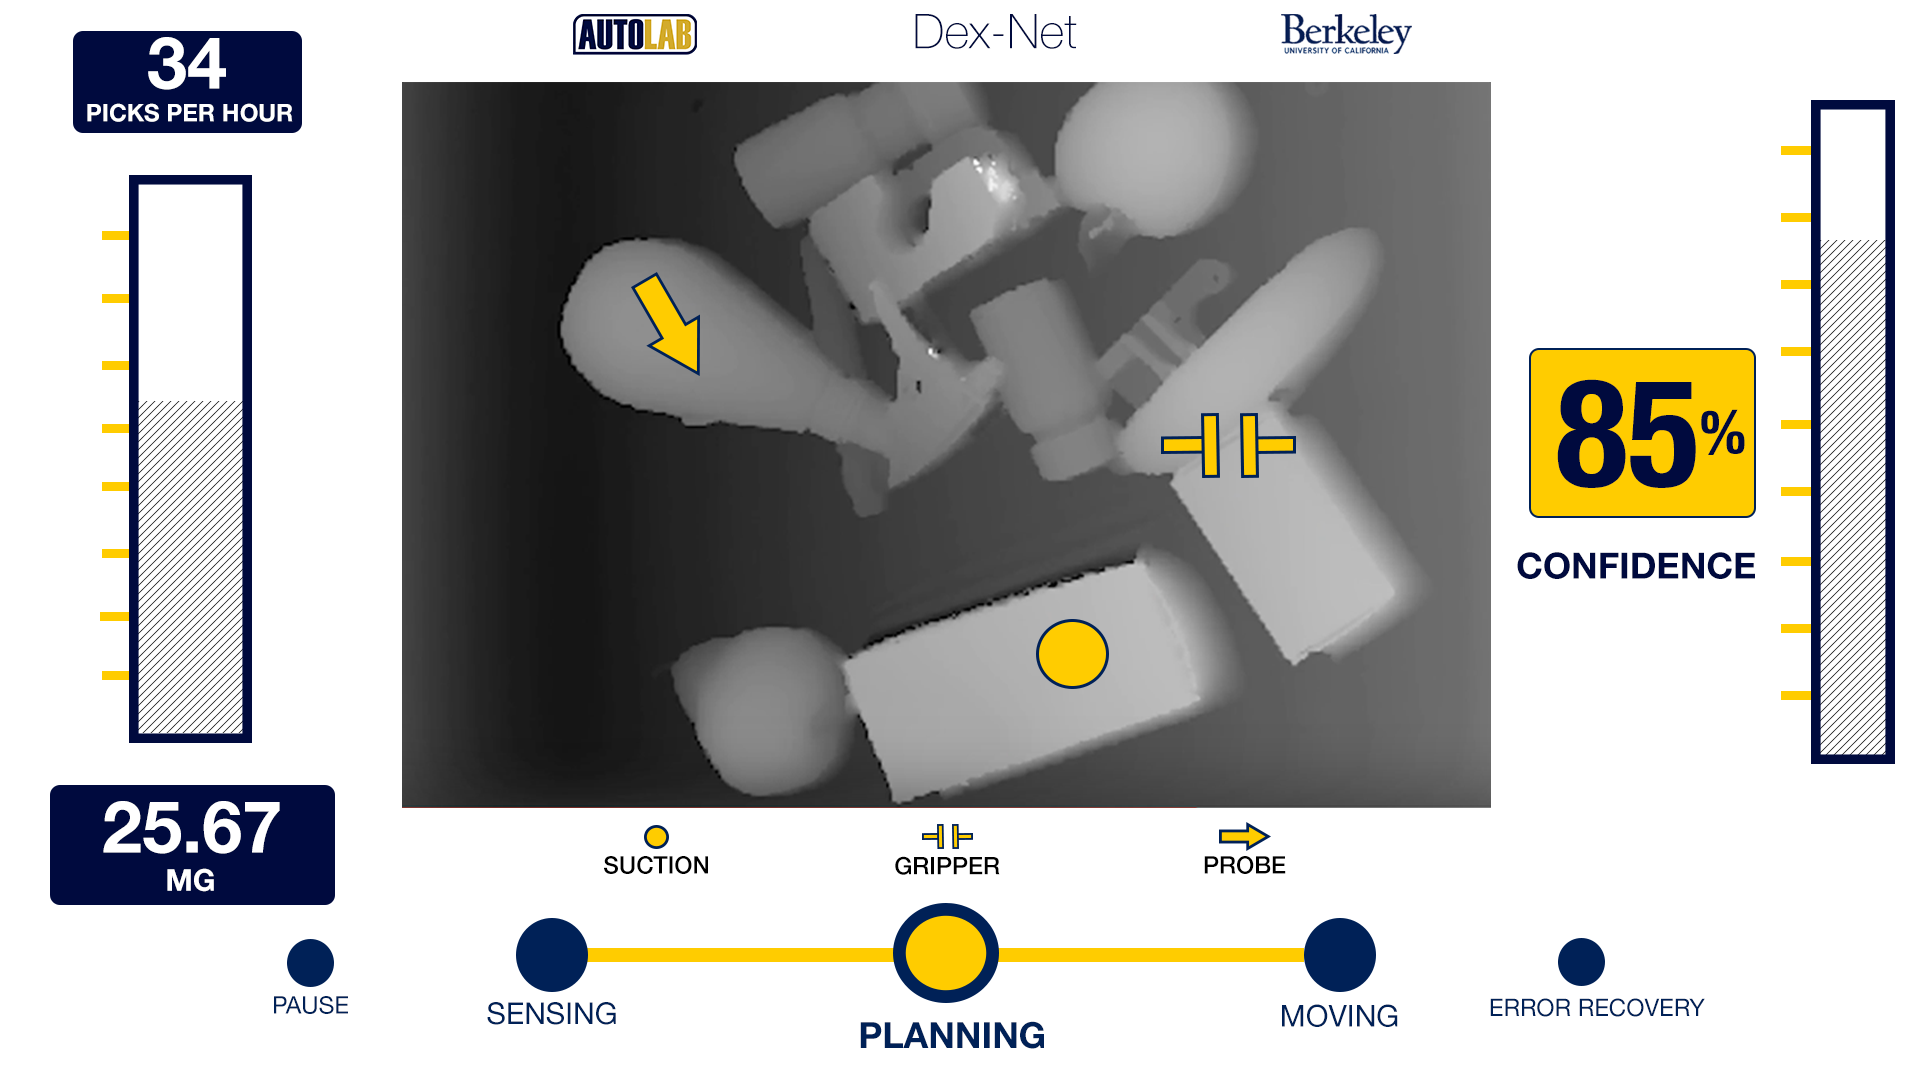 AUTOLAB
Dex-Net
Berkeley
UNIVERSITY OF CALIFORNIA
34
PICKS PER HOUR
85%
CONFIDENCE
25.67
MG
SUCTION
GRIPPER
PROBE
PAUSE
SENSING
PLANNING
MOVING
ERROR RECOVERY